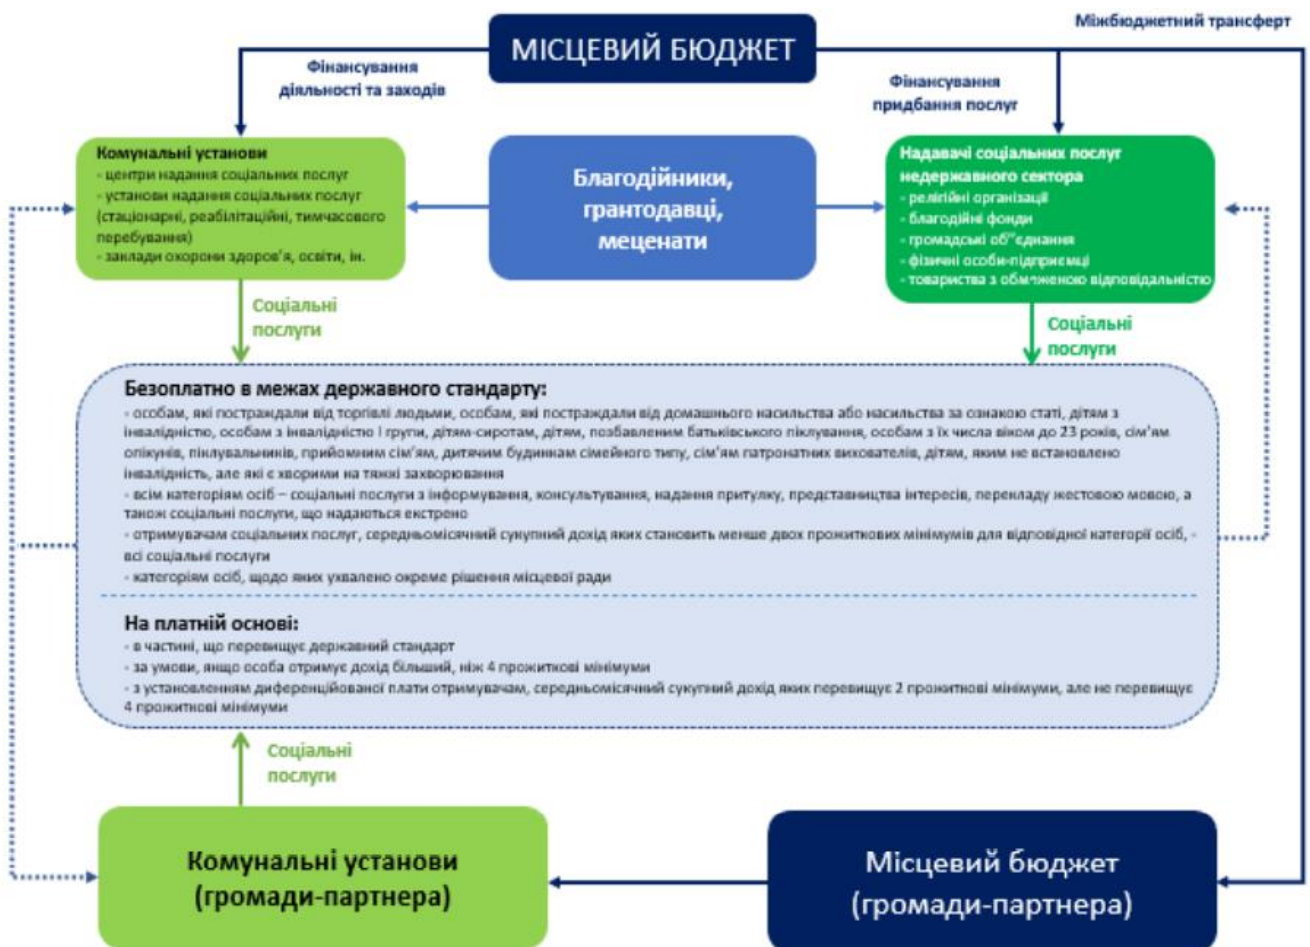 Міжбюджетний трансферт
МІСЦЕВИЙ БЮДЖЕТ
Фінансування
діяльності та заходів
Фінансування
придбання послуг
Комунальні установи
- центри надання соціальних послуг
- установи надання соціальних послуг
(стаціонарні, реабілітаційні, тимчасового
перебування)
- заклади охорони здоров'я, освіти, ін.
Благодійники,
грантодавці,
меценати
Надавачі соціальних послуг
недержавного сектора
- релігійні організації
- благодійні фонди
- громадські об"єднання
- фізичні особи-підприємці
- товариства з обмеженою відповідальністю
Соціальні
послуги
Соціальні
послуги
Безоплатно в межах державного стандарту:
- особам, які постраждали від торгівлі людьми, особам, які постраждали від домашнього насильства або насильства за ознакою статі, дітям з
інвалідністю, особам з інвалідністю І групи, дітям-сиротам, дітям, позбавленим батьківського піклування, особам з їх числа віком до 23 років, сім'ям
опікунів, піклувальників, прийомним сім'ям, дитячим будинкам сімейного типу, сім'ям патронатних вихователів, дітям, яким не встановлено
інвалідність, але які є хворими на тяжкі захворювання
- всім категоріям осіб – соціальні послуги з інформування, консультування, надання притулку, представництва інтересів, перекладу жестовою мовою, а
також соціальні послуги, що надаються екстрено
- отримувачам соціальних послуг, середньомісячний сукупний дохід яких становить менше двох прожиткових мінімумів для відповідної категорії осіб, -
всі соціальні послуги
- категоріям осіб, щодо яких ухвалено окреме рішення місцевої ради
На платній основі:
- в частині, що перевищує державний стандарт
- за умови, якщо особа отримує дохід більший, ніж 4 прожиткові мінімуми
- з установленням диференційованої плати отримувачам, середньомісячний сукупний дохід яких перевищує 2 прожиткові мінімуми, але не перевищує
4 прожиткові мінімуми
Соціальні
послуги
Комунальні установи
(громади-партнера)
Місцевий бюджет
(громади-партнера)